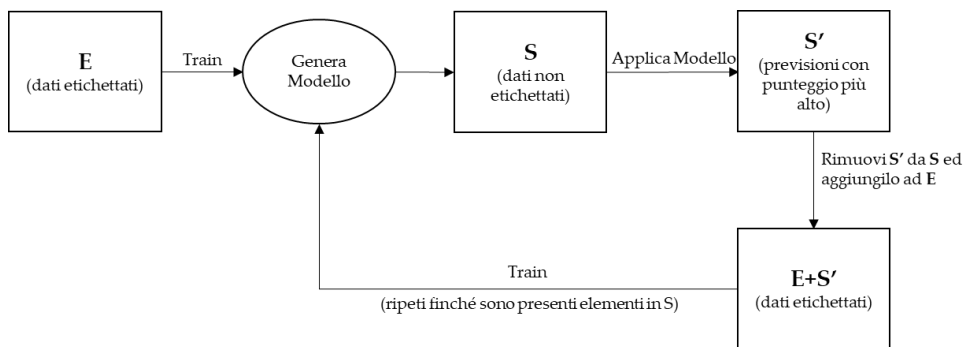 E
(dati etichettati)
Train
Genera
Modello
S
(dati non
etichettati)
Applica Modello
S′
(previsioni con
punteggio più
alto)
Rimuovi S′ da S ed
aggiungilo ad E
E+S′
(dati etichettati)
Train
(ripeti finché sono presenti elementi in S)